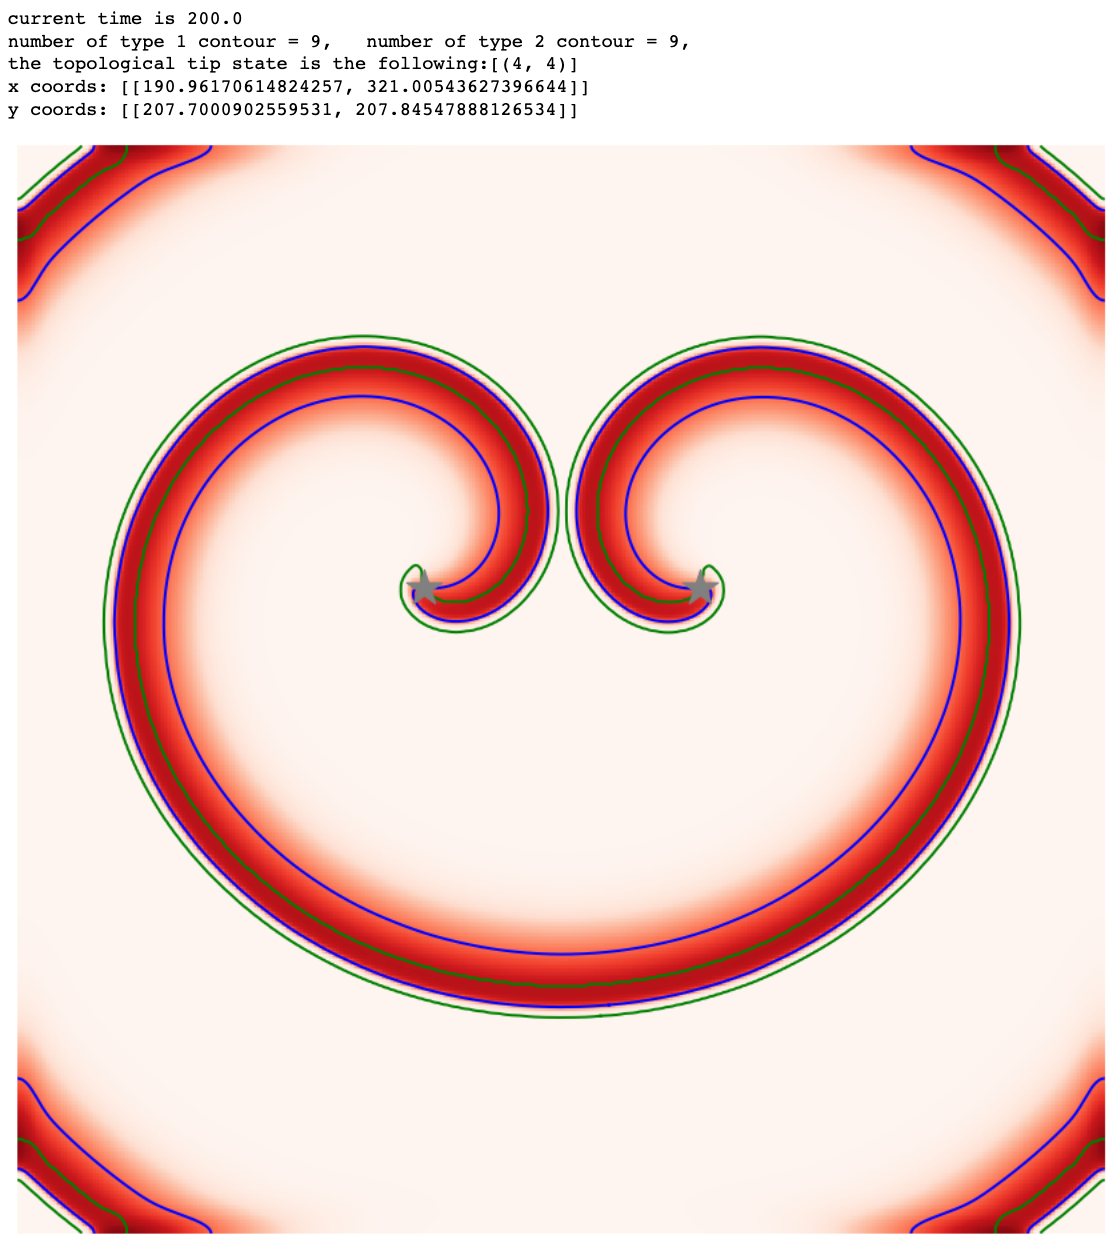 current time is 200.0
number of type 1 contour = 9,   number of type 2 contour = 9,
the topological tip state is the following:[(4, 4)]
x coords: [[190.96170614824257, 321.00543627396644]]
y coords: [[207.7000902559531, 207.84547888126534]]